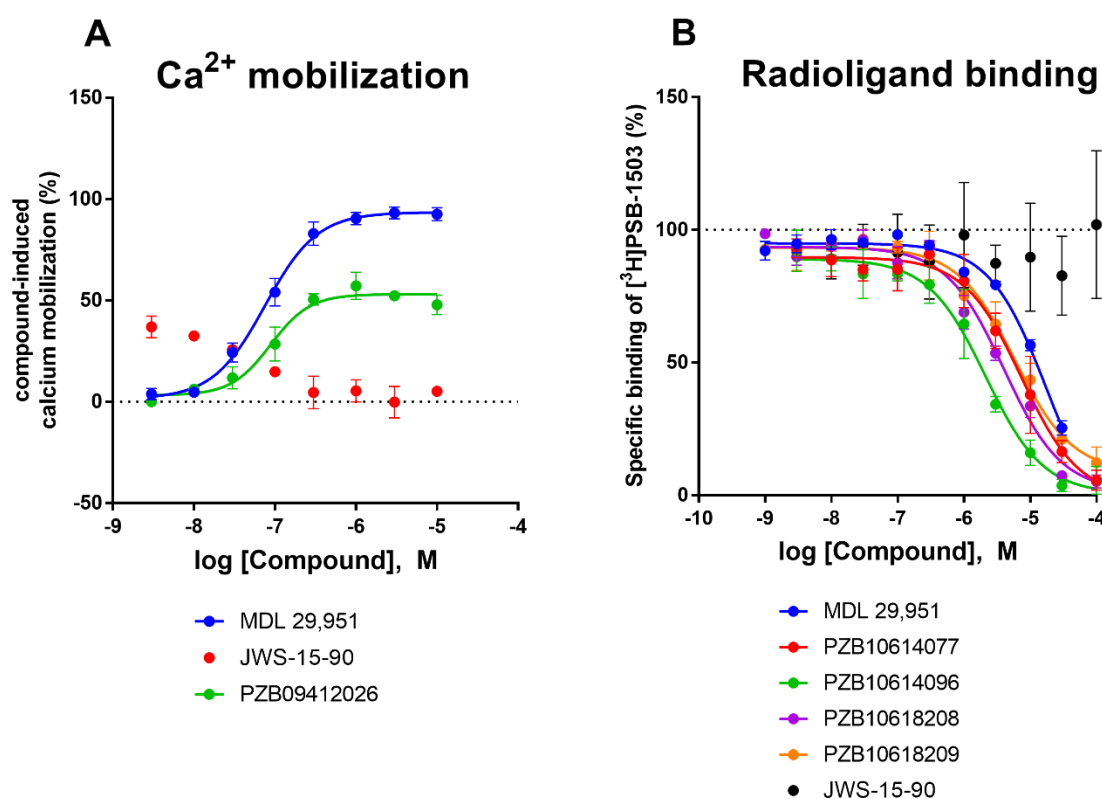 A
Ca2+ mobilization
150
100
50
0
-50
compound-induced
calcium mobilization (%)
-9 -8 -7 -6 -5 -4
log [Compound], M
MDL 29,951
JWS-15-90
PZB09412026
B
Radioligand binding
150
100
50
0
Specific binding of [3H]PSB-1503 (%)
-10 -9 -8 -7 -6 -5 -4
log [Compound], M
MDL 29,951
PZB10614077
PZB10614096
PZB10618208
PZB10618209
JWS-15-90